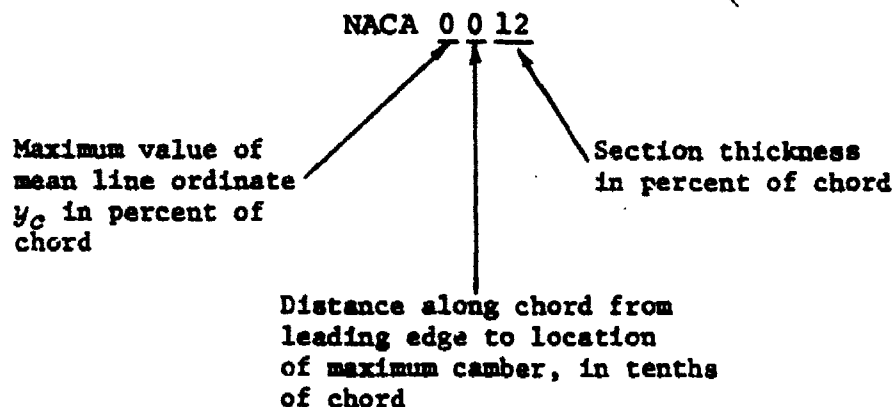 NACA 0 0 12
Maximum value of
mean line ordinate
y_c in percent of
chord
Section thickness
in percent of chord
Distance along chord from
leading edge to location
of maximum camber, in tenths
of chord